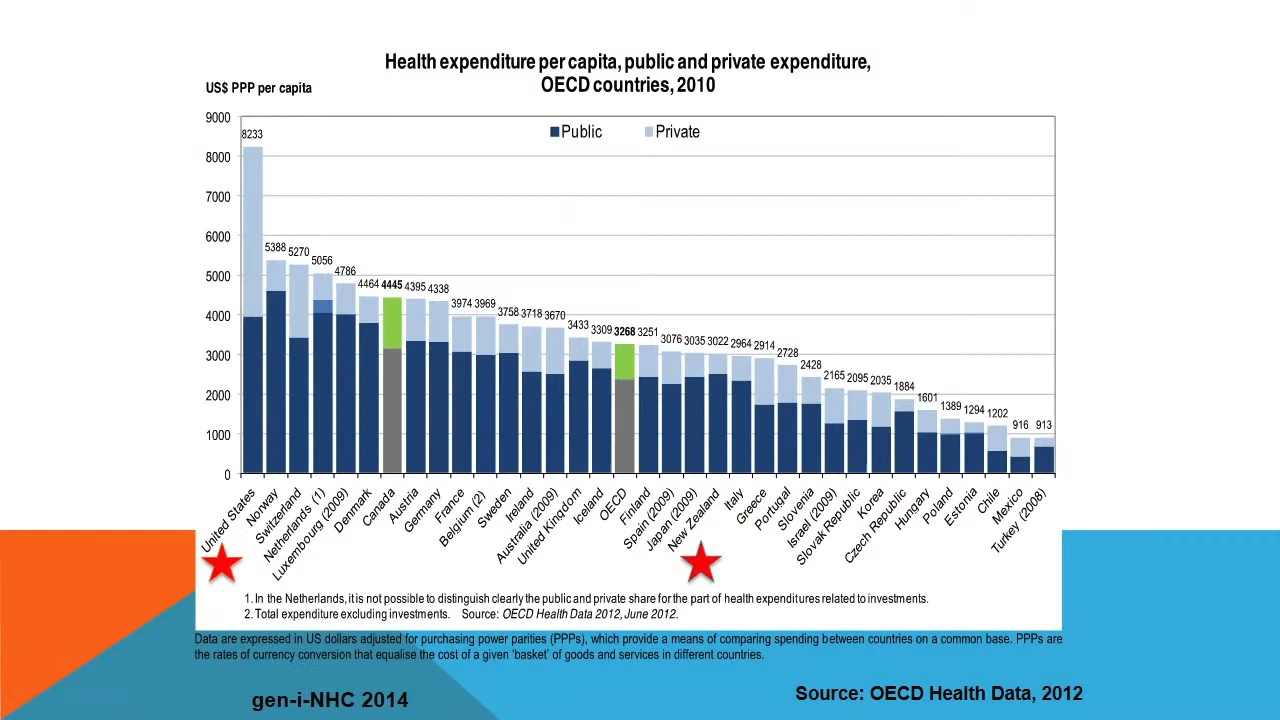 Health expenditure per capita, public and private expenditure,
OECD countries, 2010
US$ PPP per capita
Public
Private
9000
8000
7000
6000
5000
4000
3000
2000
1000
0
8233
5388
5270
5056
4786
4464
4445
4395
4338
3974
3969
3758
3718
3670
3433
3309
3268
3251
3076
3035
3022
2964
2914
2728
2428
2165
2095
2035
1884
1601
1389
1294
1202
916
913
United States
Norway
Switzerland
Netherlands (1)
Luxembourg (2009)
Denmark
Canada
Austria
Germany
France
Belgium (2)
Sweden
Ireland
Australia (2009)
United Kingdom
Iceland
OECD
Finland
Spain (2009)
Japan (2009)
New Zealand
Italy
Greece
Portugal
Slovenia
Israel (2009)
Slovak Republic
Korea
Czech Republic
Hungary
Poland
Estonia
Chile
Mexico
Turkey (2008)
1. In the Netherlands, it is not possible to distinguish clearly the public and private share for the part of health expenditures related to investments.
2. Total expenditure excluding investments. Source: OECD Health Data 2012, June 2012.
Data are expressed in US dollars adjusted for purchasing power parities (PPPs), which provide a means of comparing spending between countries on a common base. PPPs are
the rates of currency conversion that equalise the cost of a given ‘basket’ of goods and services in different countries.
gen-i-NHC 2014
Source: OECD Health Data, 2012